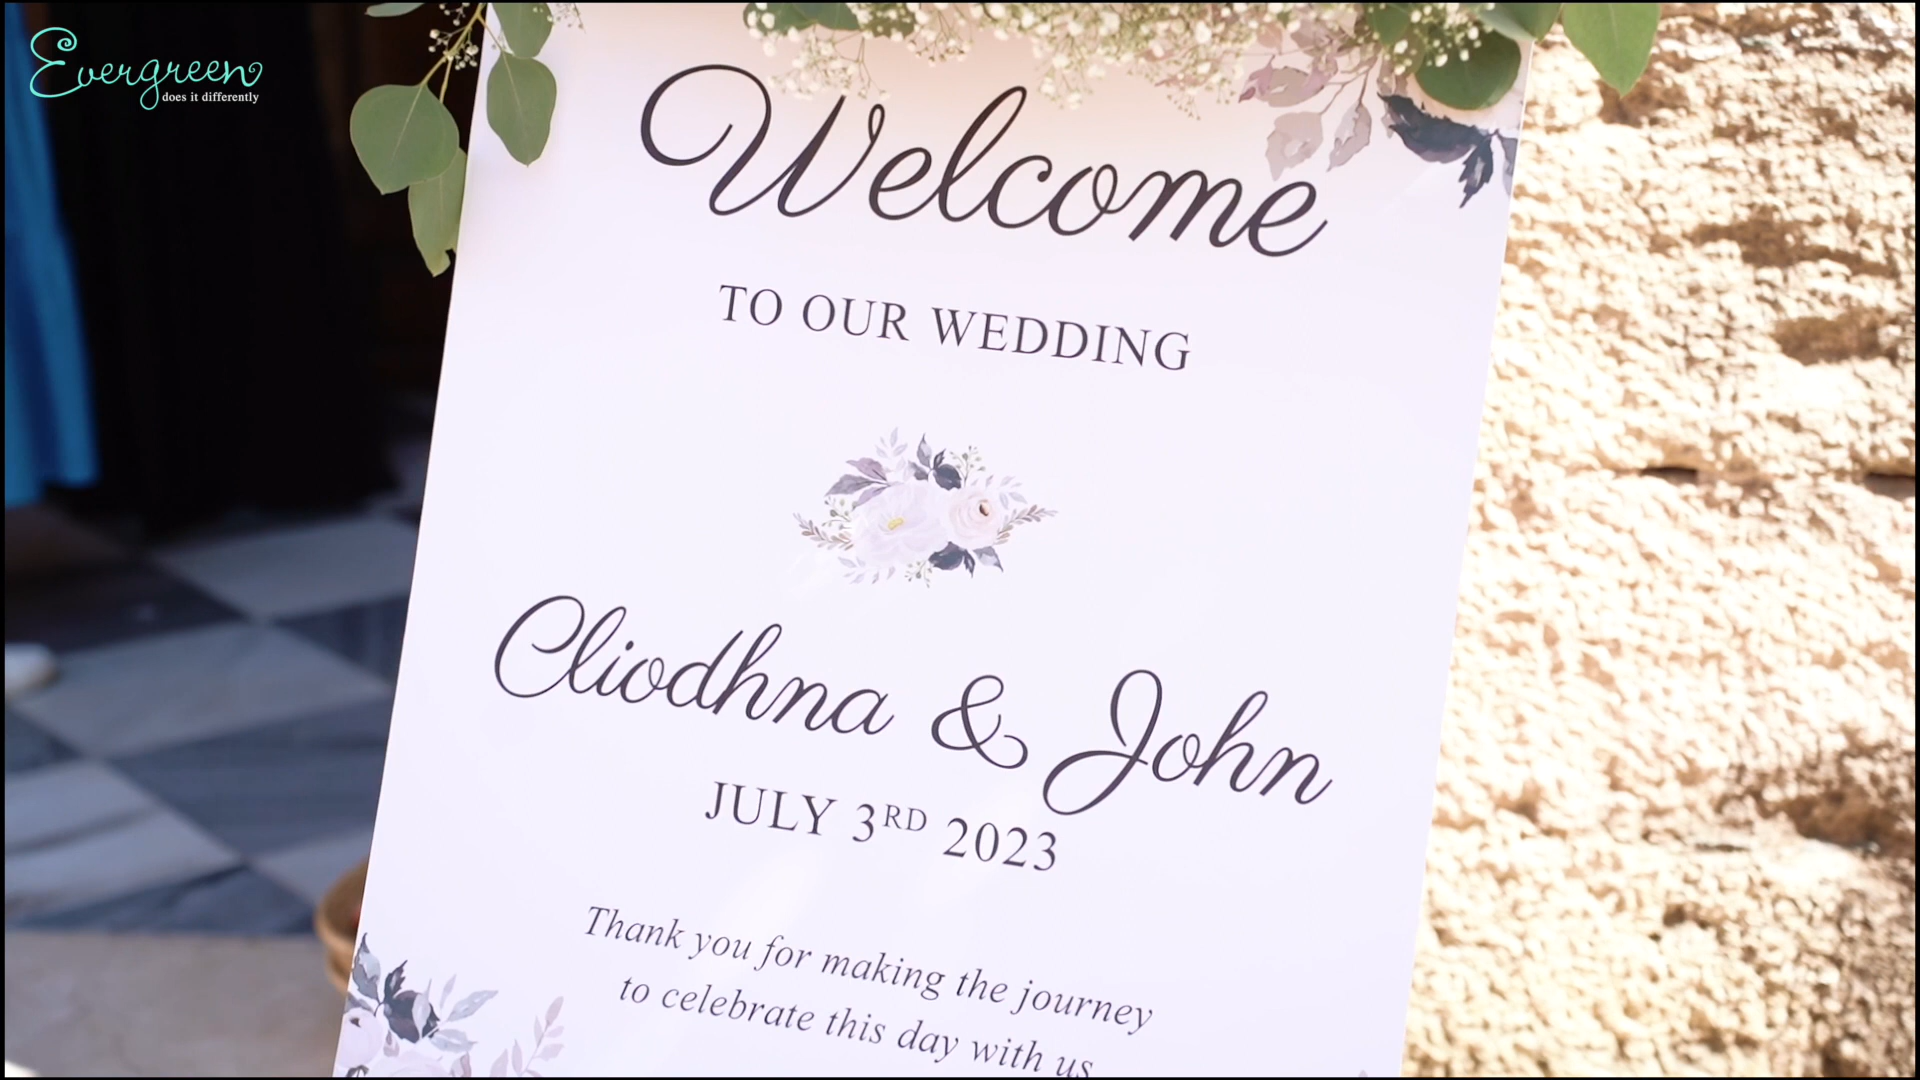 Evergreen
does it differently
Welcome
TO OUR WEDDING
Cliodhna & John
JULY 3RD 2023
Thank you for making the journey
to celebrate this day with us